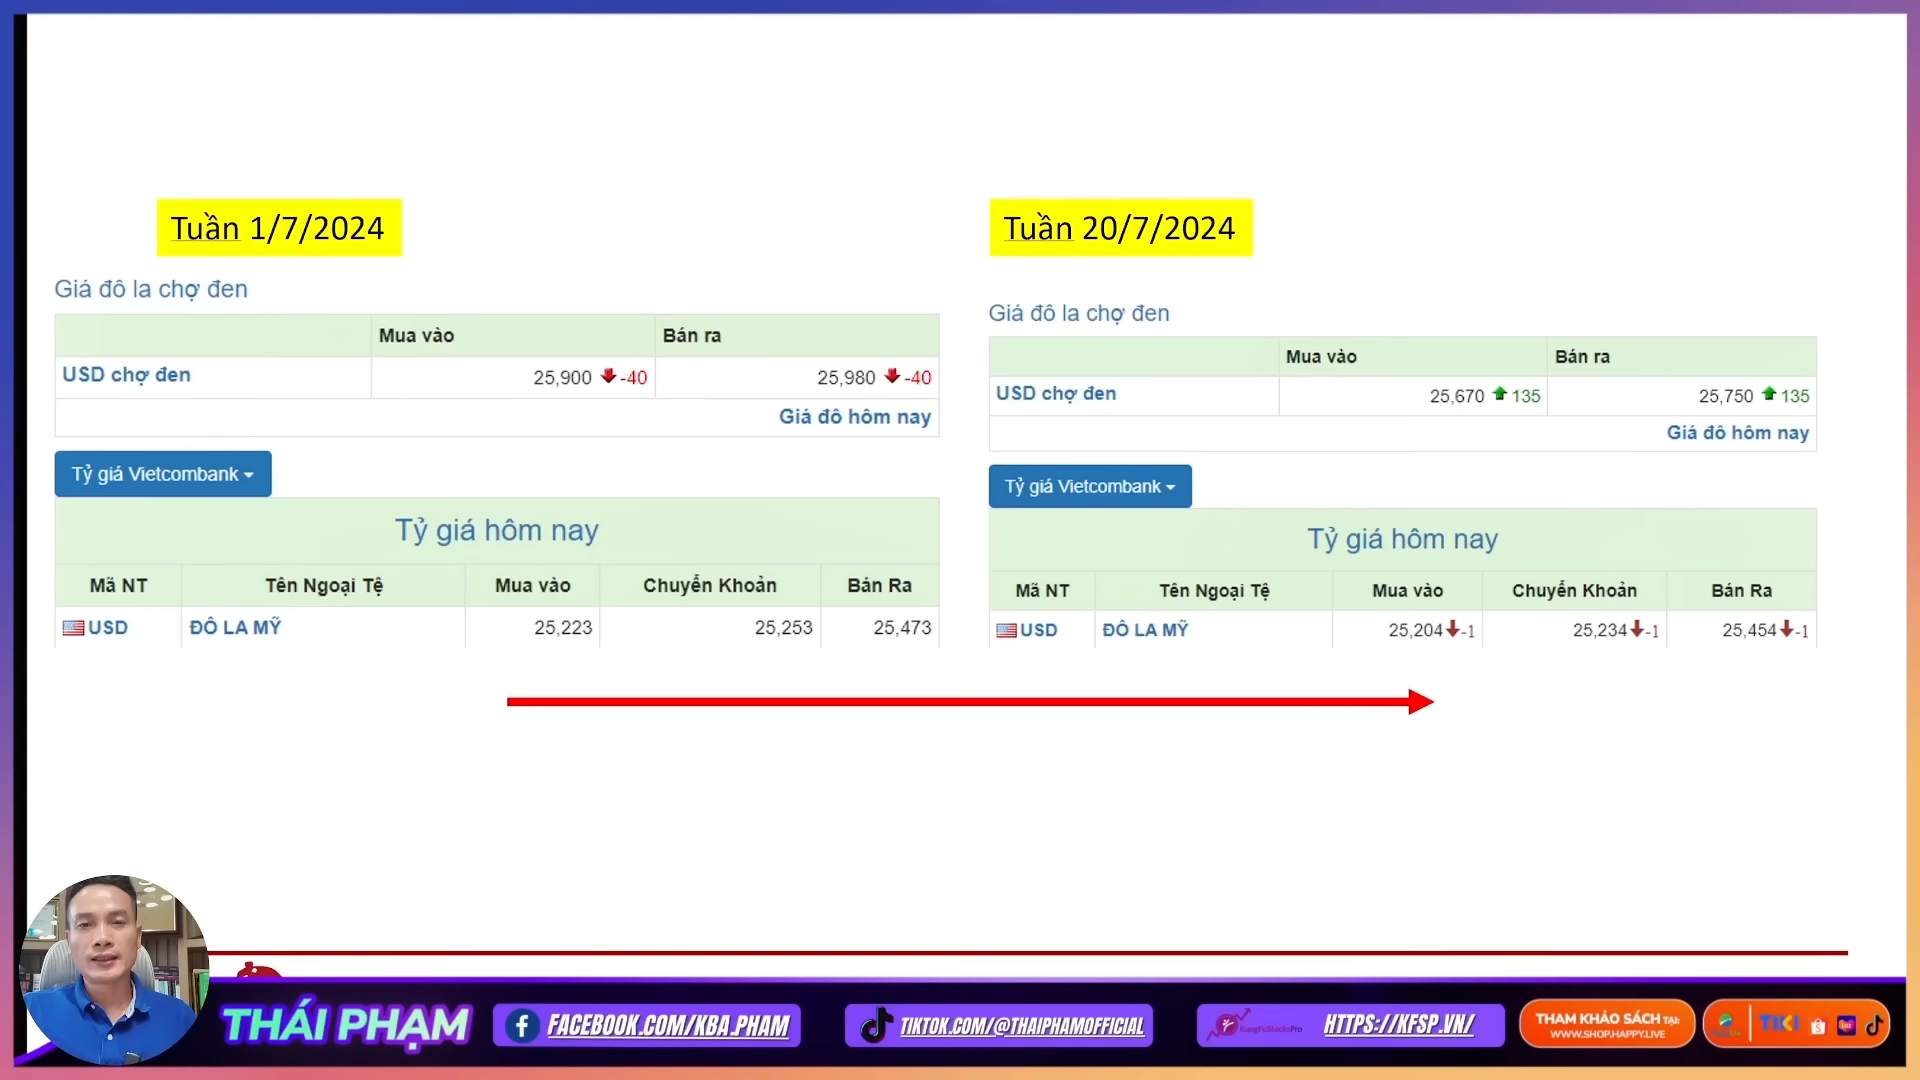 Tuần 1/7/2024
Giá đô la chợ đen
Mua vào Bán ra
USD chợ đen 25,900 -40 25,980 -40
Giá đô hôm nay
Tỷ giá Vietcombank
Tỷ giá hôm nay
Mã NT Tên Ngoại Tệ Mua vào Chuyển Khoản Bán Ra
USD ĐÔ LA MỸ 25,223 25,253 25,473
Tuần 20/7/2024
Giá đô la chợ đen
Mua vào Bán ra
USD chợ đen 25,670 135 25,750 135
Giá đô hôm nay
Tỷ giá Vietcombank
Tỷ giá hôm nay
Mã NT Tên Ngoại Tệ Mua vào Chuyển Khoản Bán Ra
USD ĐÔ LA MỸ 25,204 -1 25,234 -1 25,454 -1
THÁI PHẠM
FACEBOOK.COM/KBA.PHAM
TIKTOK.COM/@THAIPHAMOFFICIAL
KungFuStocksPro
HTTPS://KFSP.VN/
THAM KHẢO SÁCH TẠI:
WWW.SHOP.HAPPY.LIVE
TIKI